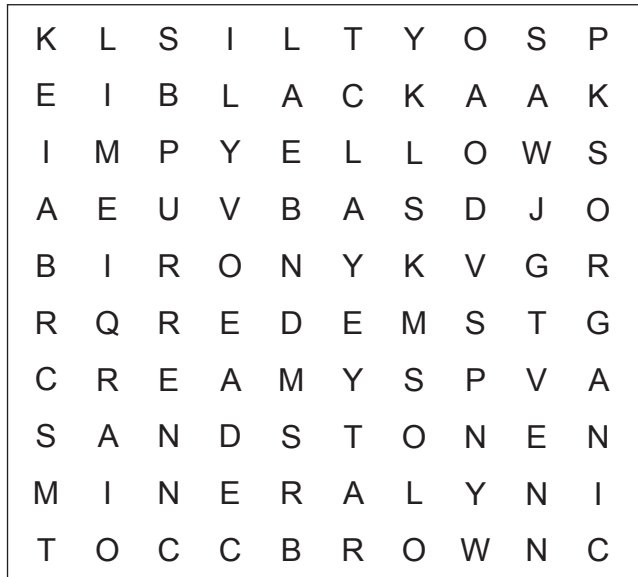 K L S I L T Y O S P
E I B L A C K A A K
I M P Y E L L O W S
A E U V B A S D J O
B I R O N Y K V G R
R Q R E D E M S T G
C R E A M Y S P V A
S A N D S T O N E N
M I N E R A L Y N I
T O C C B R O W N C